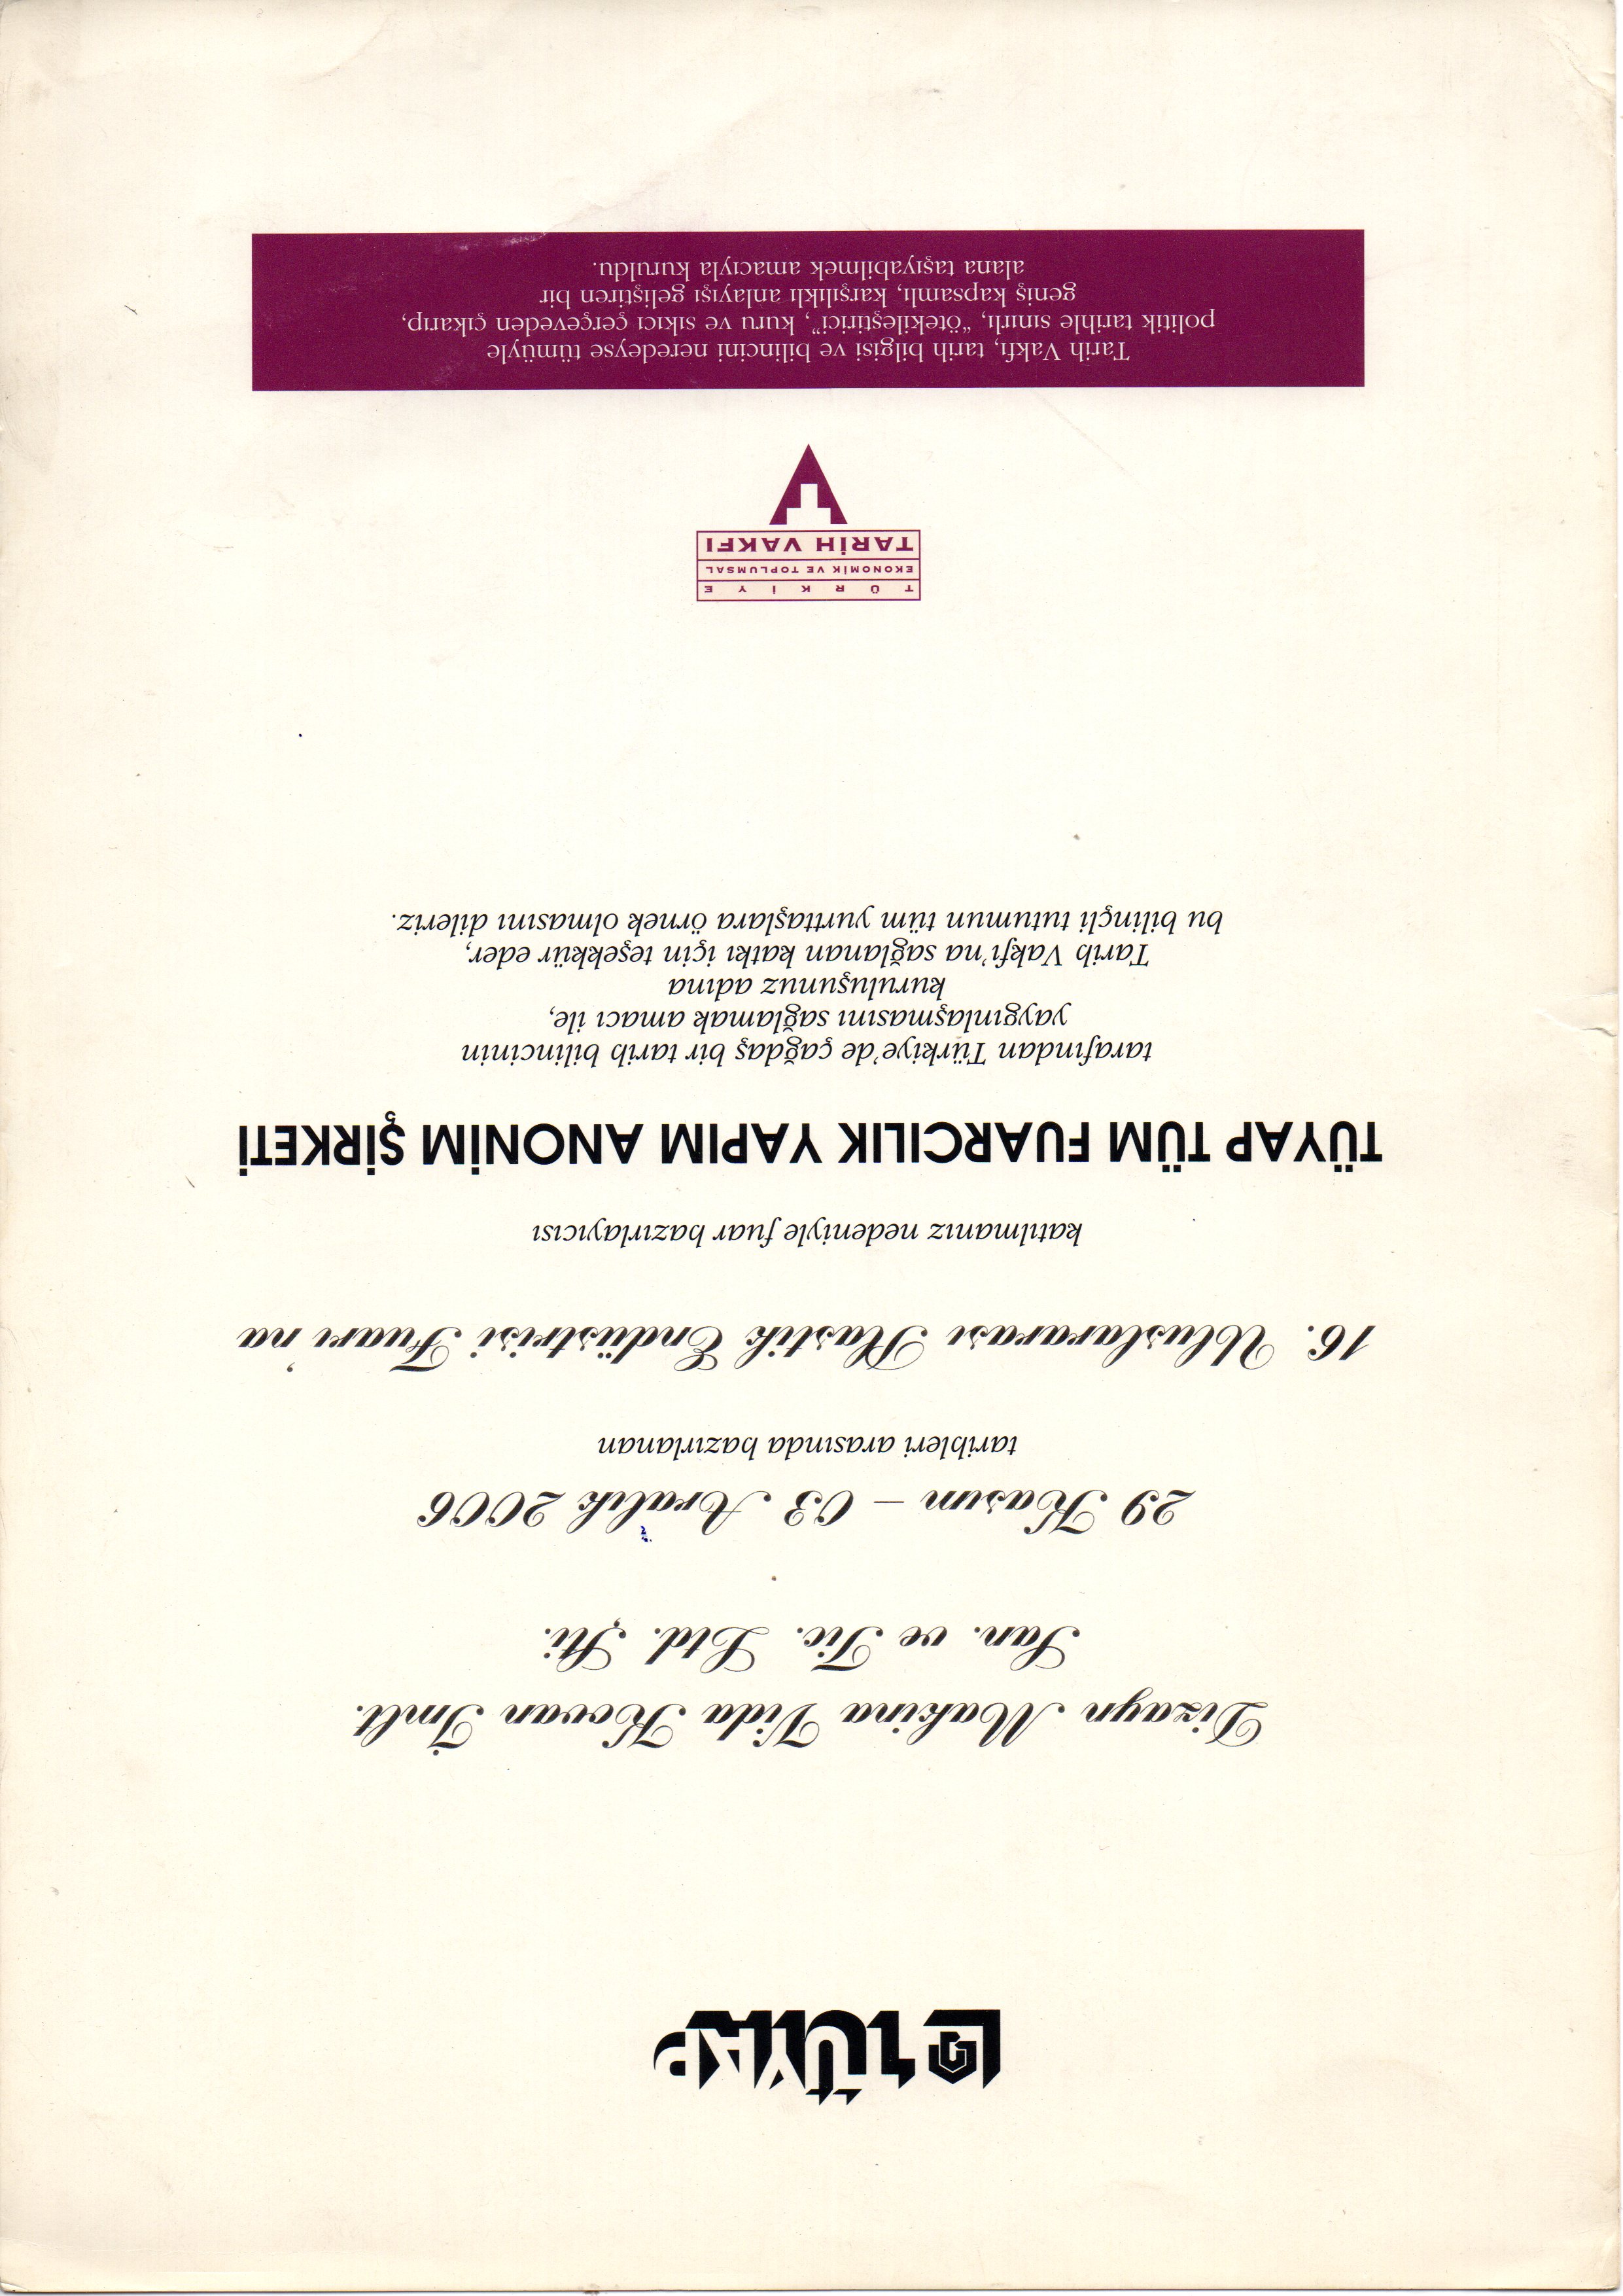 TÜYAP
Dizayn Makina Vida Kovan İmlt.
San. ve Tic. Ltd. Şti.
29 Kasım - 03 Aralık 2006
tarihleri arasında hazırlanan
16. Uluslararası Plastik Endüstrisi Fuarı'na
katılmanız nedeniyle fuar hazırlayıcısı
TÜYAP TÜM FUARCILIK YAPIM ANONİM ŞİRKETİ
tarafından Türkiye'de çağdaş bir tarih bilincinin
yaygınlaşmasını sağlamak amacı ile,
kuruluşunuz adına
Tarih Vakfı'na sağlanan katkı için teşekkür eder,
bu bilinçli tutumun tüm yurttaşlara örnek olmasını dileriz.
TÜRKİYE
EKONOMİK VE TOPLUMSAL
TARİH VAKFI
Tarih Vakfı, tarih bilgisi ve bilincini neredeyse tümüyle
politik tarihle sınırlı, "ötekileştirici", kuru ve sıkıcı çerçeveden çıkarıp,
geniş kapsamlı, karşılıklı anlayışı geliştiren bir
alana taşıyabilmek amacıyla kuruldu.